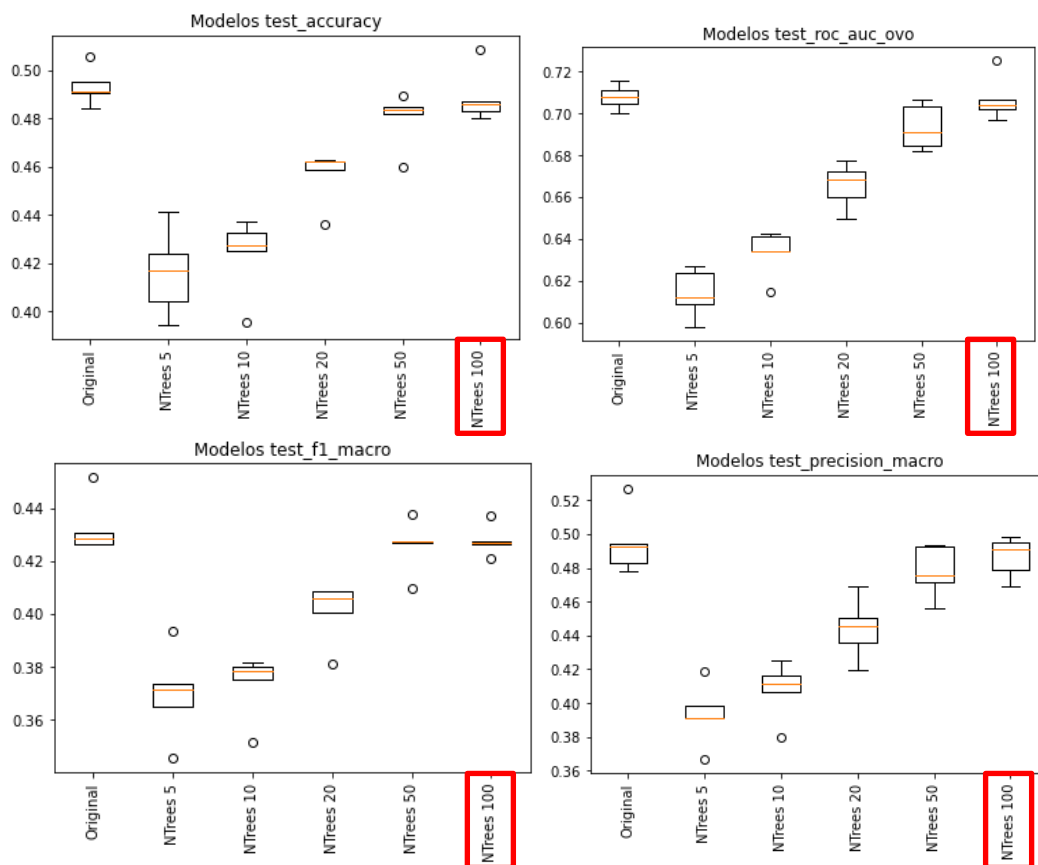 Modelos test_accuracy
0.50
0.48
0.46
0.44
0.42
0.40
Original
NTrees 5
NTrees 10
NTrees 20
NTrees 50
NTrees 100
Modelos test_roc_auc_ovo
0.72
0.70
0.68
0.66
0.64
0.62
0.60
Original
NTrees 5
NTrees 10
NTrees 20
NTrees 50
NTrees 100
Modelos test_f1_macro
0.44
0.42
0.40
0.38
0.36
Original
NTrees 5
NTrees 10
NTrees 20
NTrees 50
NTrees 100
Modelos test_precision_macro
0.52
0.50
0.48
0.46
0.44
0.42
0.40
0.38
0.36
Original
NTrees 5
NTrees 10
NTrees 20
NTrees 50
NTrees 100